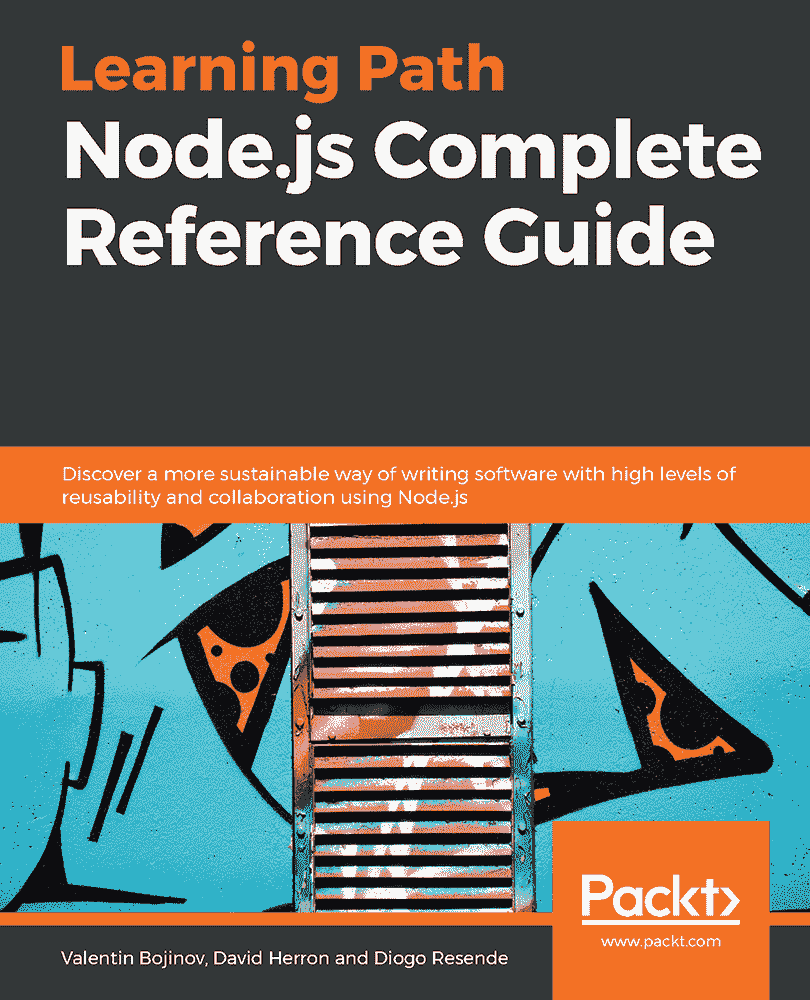 Learning Path
Node.js Complete
Reference Guide
Discover a more sustainable way of writing software with high levels of
reusability and collaboration using Node.js
Packt>
www.packt.com
Valentin Bojinov, David Herron and Diogo Resende